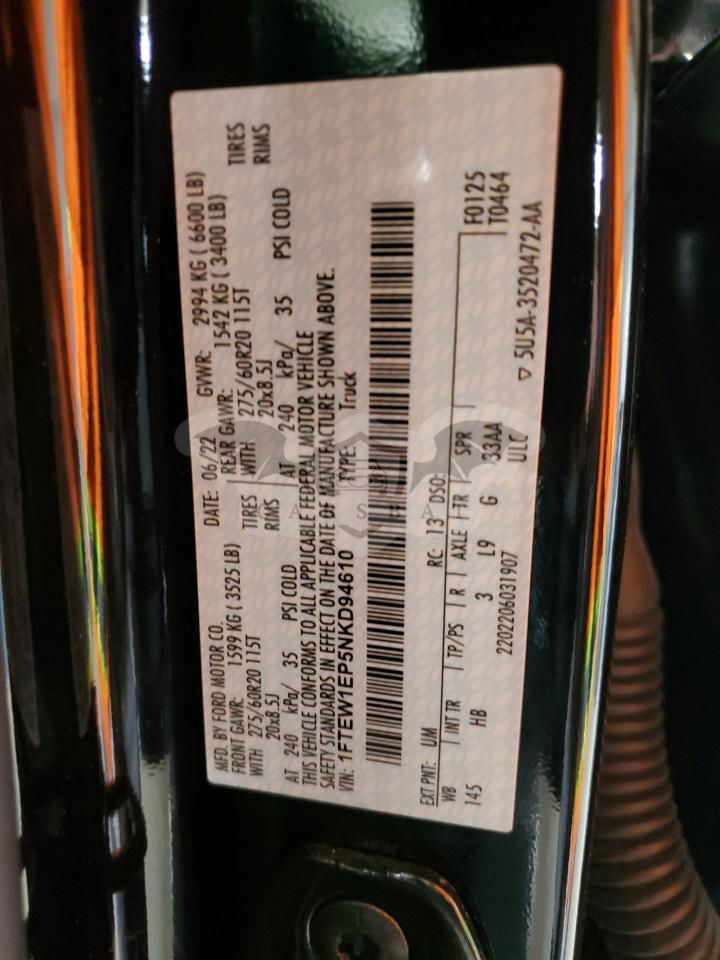 MFD. BY FORD MOTOR CO.
DATE: 06/22 GVWR: 2994 KG ( 6600 LB)
FRONT GAWR: 1599 KG ( 3525 LB)
REAR GAWR: 1542 KG ( 3400 LB)
WITH 275/60R20 115T TIRES
WITH 275/60R20 115T TIRES
20x8.5J RIMS
20x8.5J RIMS
AT 240 kPa/ 35 PSI COLD
AT 240 kPa/ 35 PSI COLD
THIS VEHICLE CONFORMS TO ALL APPLICABLE FEDERAL MOTOR VEHICLE
SAFETY STANDARDS IN EFFECT ON THE DATE OF MANUFACTURE SHOWN ABOVE.
VIN: 1FTEW1EP5NKD94610 TYPE: Truck
EXT PNT: UM RC: 13 DSO: F0125
WB INT TR TP/PS R AXLE TR SPR T0464
145 HB 3 L9 G 33AA
2202206031907 ULC ▽ 5U5A-3520472-AA